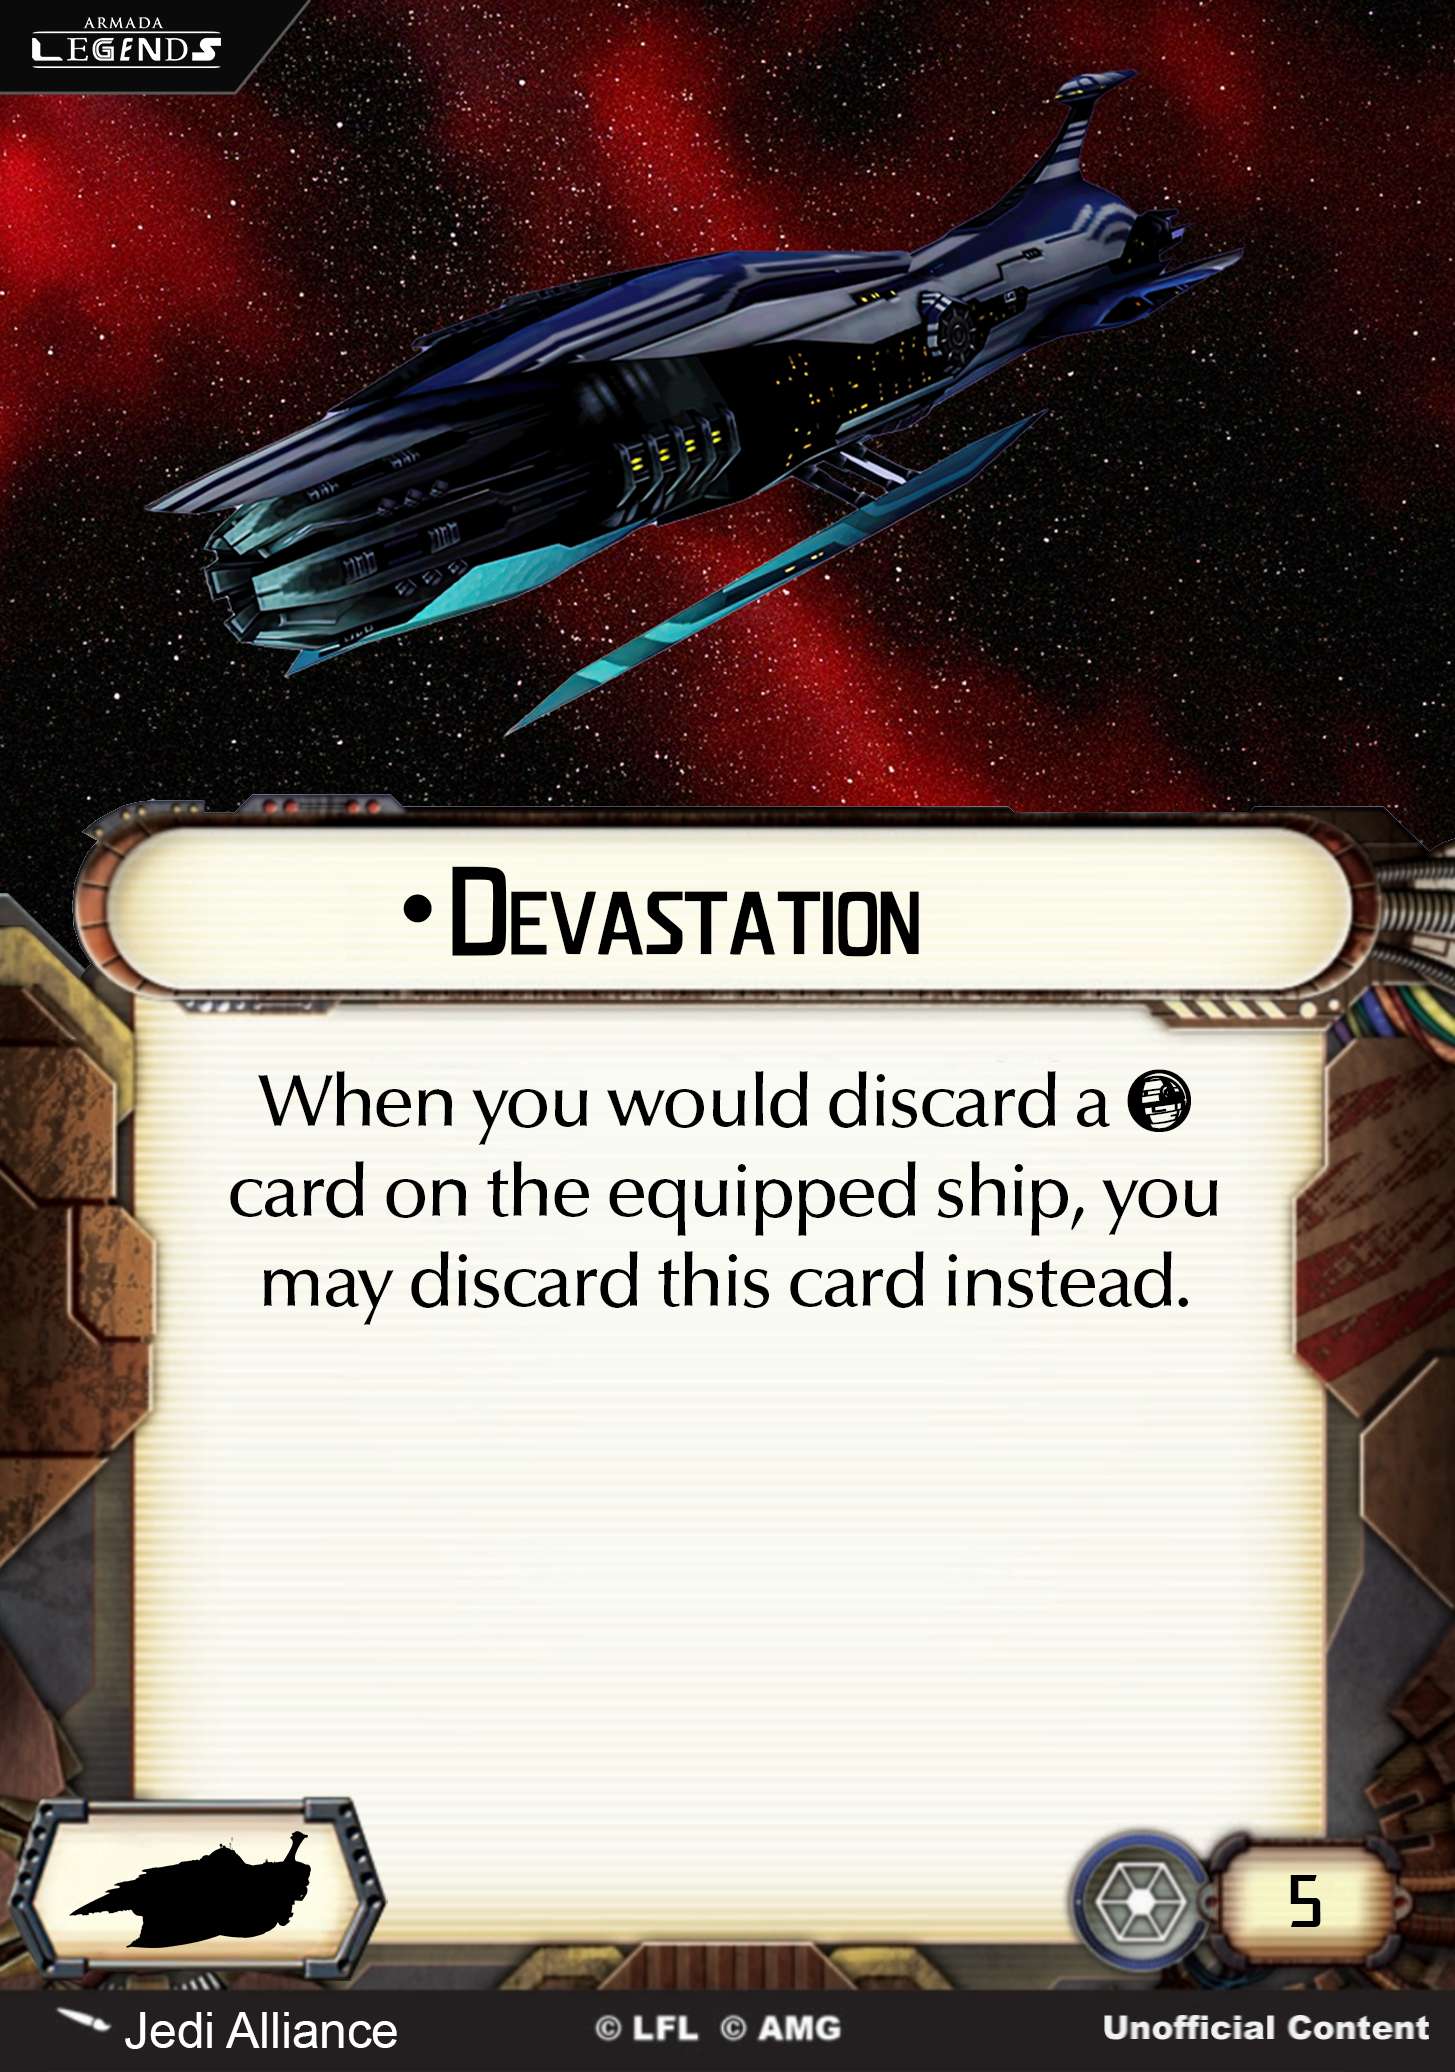 ARMADA
LEGENDS
• DEVASTATION
When you would discard a
card on the equipped ship, you
may discard this card instead.
5
Jedi Alliance © LFL © AMG Unofficial Content